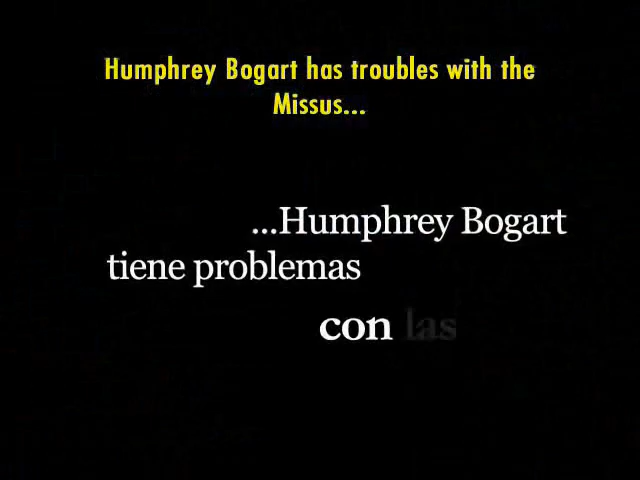 Humphrey Bogart has troubles with the
Missus...
...Humphrey Bogart
tiene problemas
con las